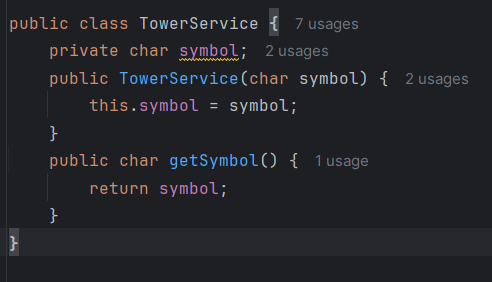 public class TowerService { 7 usages
    private char symbol; 2 usages
    public TowerService(char symbol) { 2 usages
        this.symbol = symbol;
    }
    public char getSymbol() { 1 usage
        return symbol;
    }
}